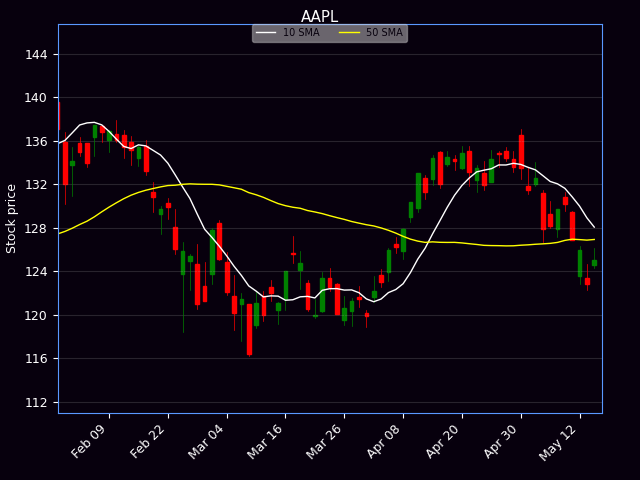 AAPL
10 SMA
50 SMA
Stock price
144
140
136
132
128
124
120
116
112
Feb 09
Feb 22
Mar 04
Mar 16
Mar 26
Apr 08
Apr 20
Apr 30
May 12